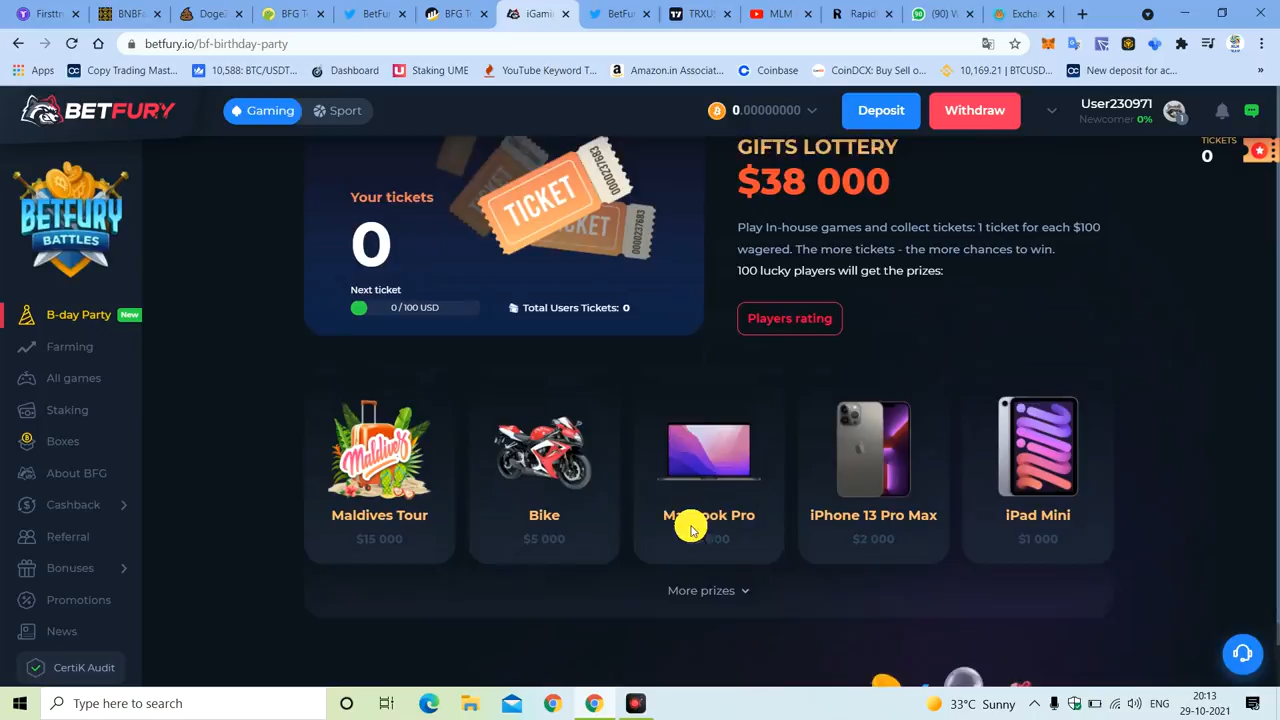 Firstm
BNBFa
Doge2
BFG To
BetFur
BFG To
iGamin
BetFur
TRXUS
MLM
Rapid
(90) W
Exchan
betfury.io/bf-birthday-party
Apps
Copy Trading Mast...
10,588: BTC/USDT...
Dashboard
Staking UME
YouTube Keyword T...
Amazon.in Associat...
Coinbase
CoinDCX: Buy Sell o...
10,169.21 | BTCUSD...
New deposit for ac...
BETFURY
Gaming
Sport
0.00000000
Deposit
Withdraw
User230971
Newcomer 0%
1
BETFURY
BATTLES
B-day Party
New
Farming
All games
Staking
Boxes
About BFG
Cashback
Referral
Bonuses
Promotions
News
CertiK Audit
Your tickets
0
Next ticket
0 / 100 USD
Total Users Tickets: 0
TICKET
0000237683
GIFTS LOTTERY
$38 000
Play In-house games and collect tickets: 1 ticket for each $100
wagered. The more tickets - the more chances to win.
100 lucky players will get the prizes:
Players rating
TICKETS
0
Maldives
Maldives Tour
$15 000
Bike
$5 000
iPhone 13 Pro Max
$2 000
iPad Mini
$1 000
More prizes
Type here to search
33°C Sunny
ENG
20:13
29-10-2021